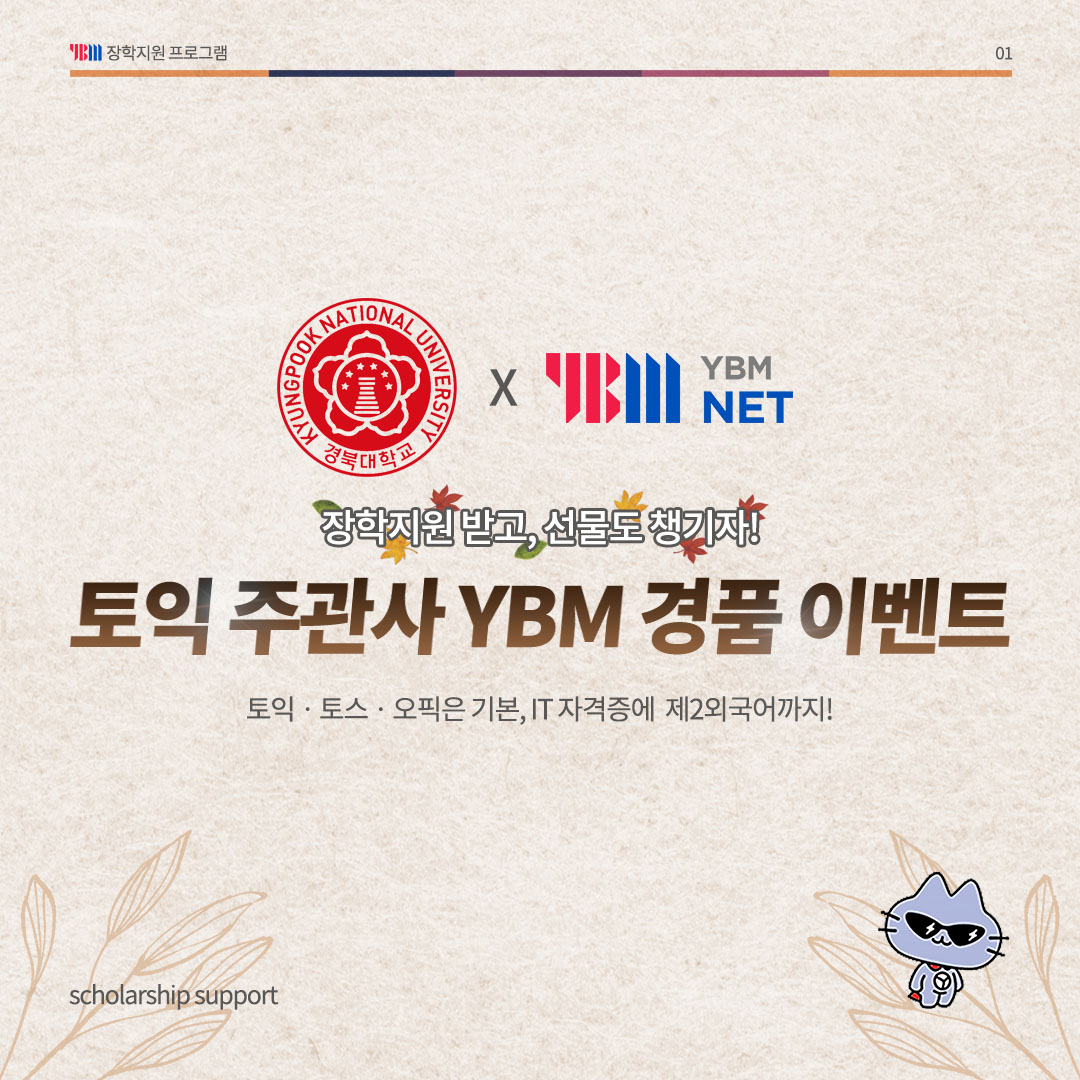 YBM 장학지원 프로그램
01
KYUNGPOOK NATIONAL UNIVERSITY
경북대학교
X
YBM
YBM
NET
장학지원 받고, 선물도 챙기자!
토익 주관사 YBM 경품 이벤트
토익 · 토스 · 오픽은 기본, IT 자격증에 제2외국어까지!
scholarship support